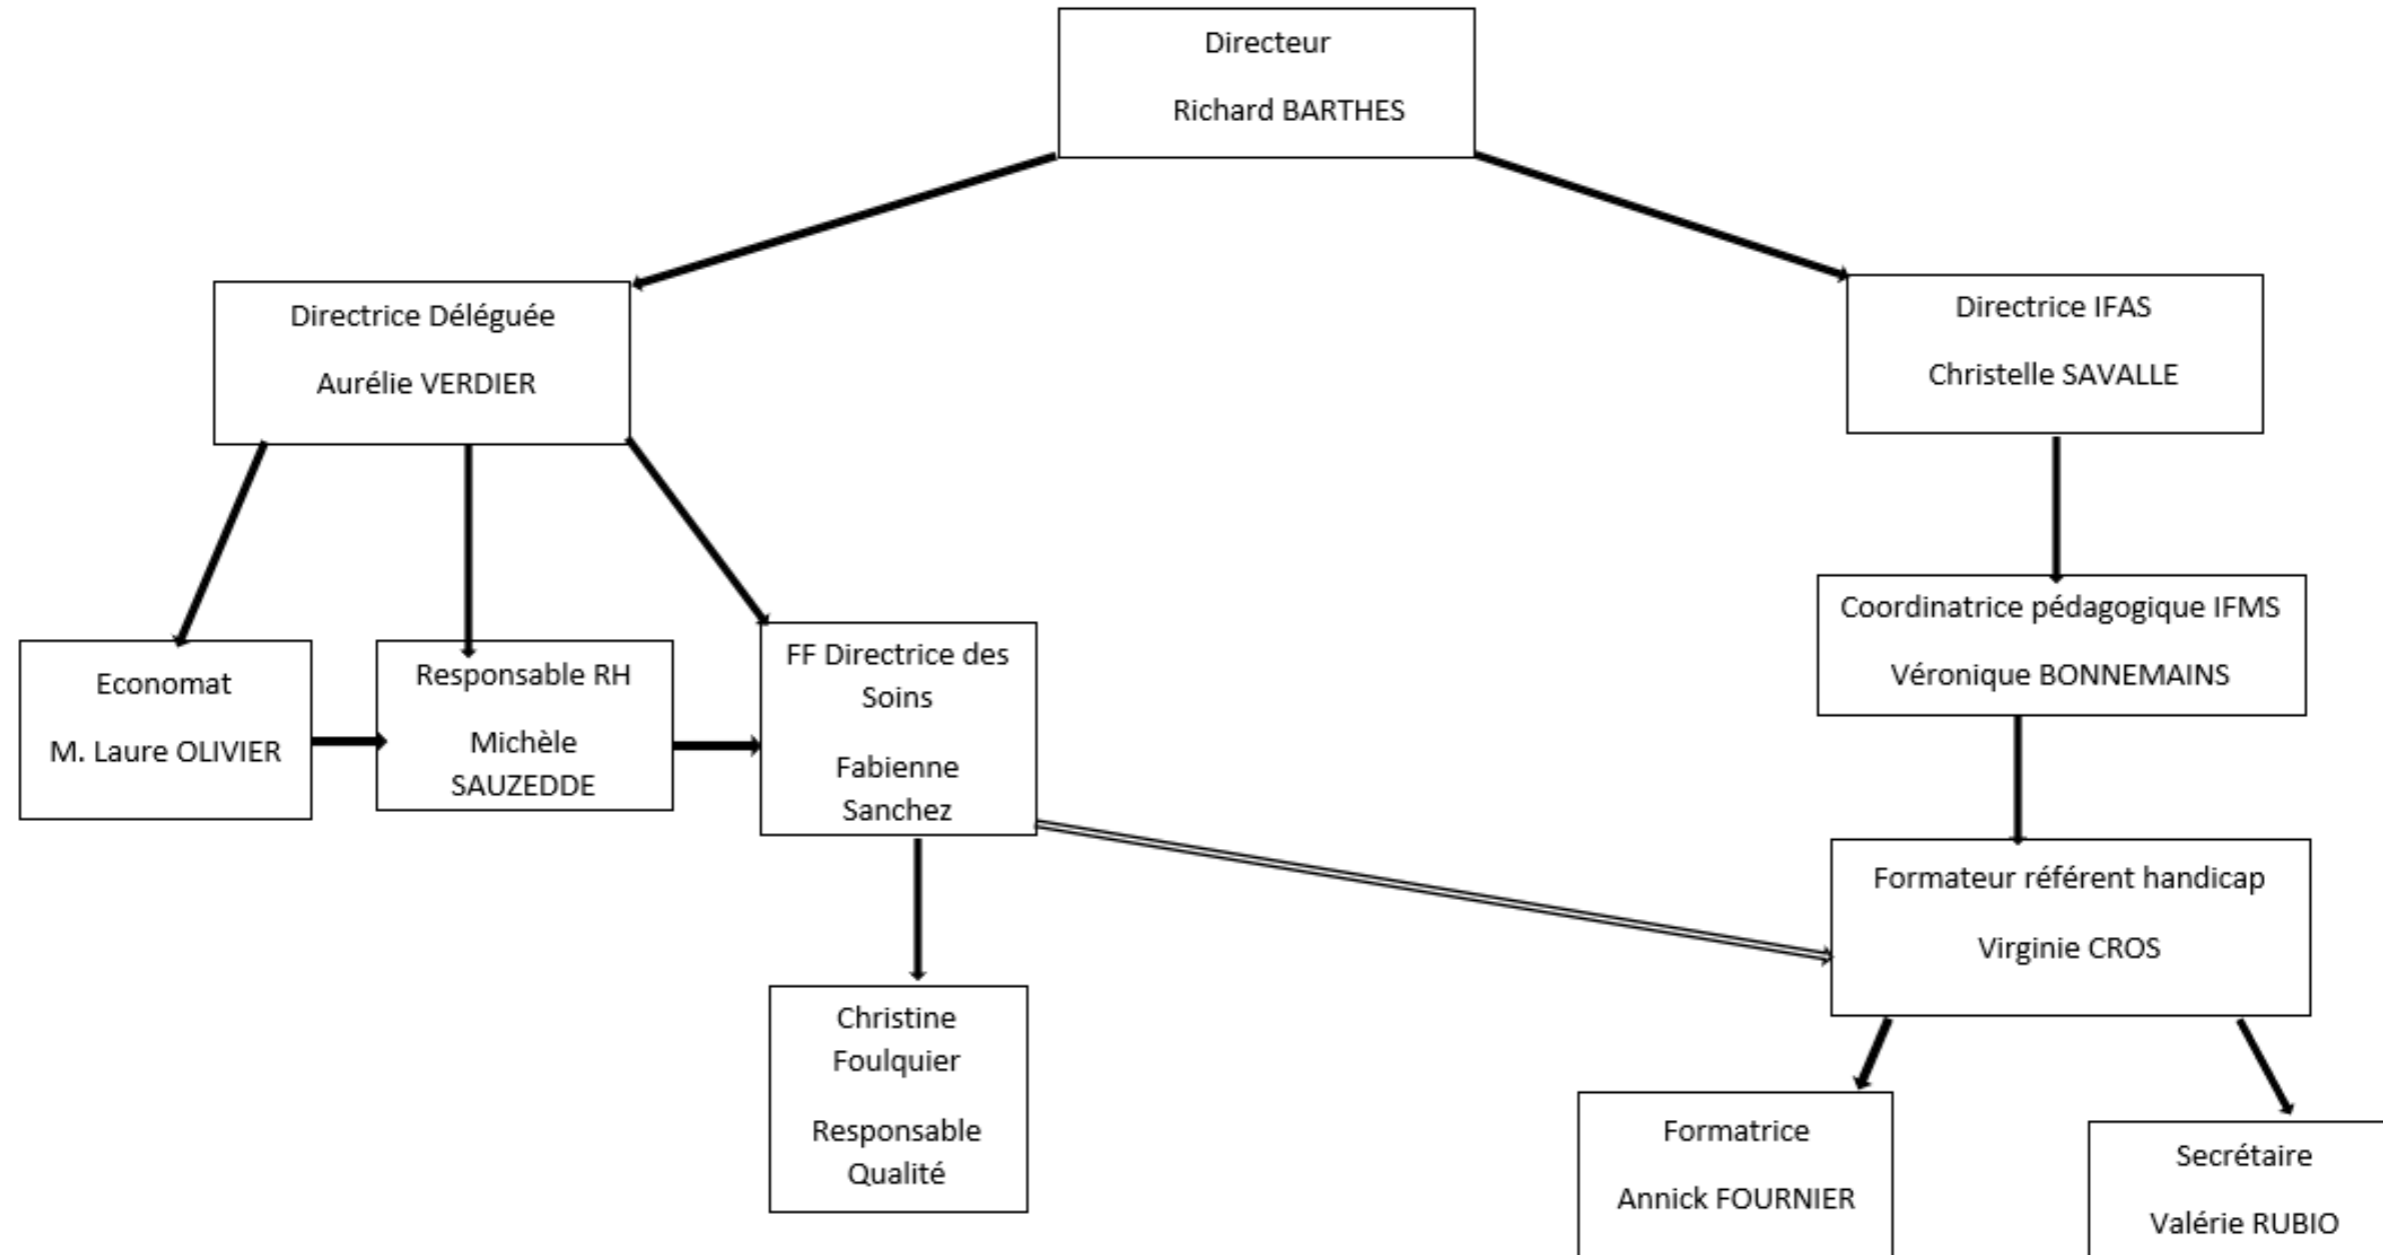 Directeur
Richard BARTHES
Directrice Déléguée
Aurélie VERDIER
Directrice IFAS
Christelle SAVALLE
Economat
M. Laure OLIVIER
Responsable RH
Michèle
SAUZEDDE
FF Directrice des
Soins
Fabienne
Sanchez
Coordinatrice pédagogique IFMS
Véronique BONNEMAINS
Formateur référent handicap
Virginie CROS
Christine
Foulquier
Responsable
Qualité
Formatrice
Annick FOURNIER
Secrétaire
Valérie RUBIO